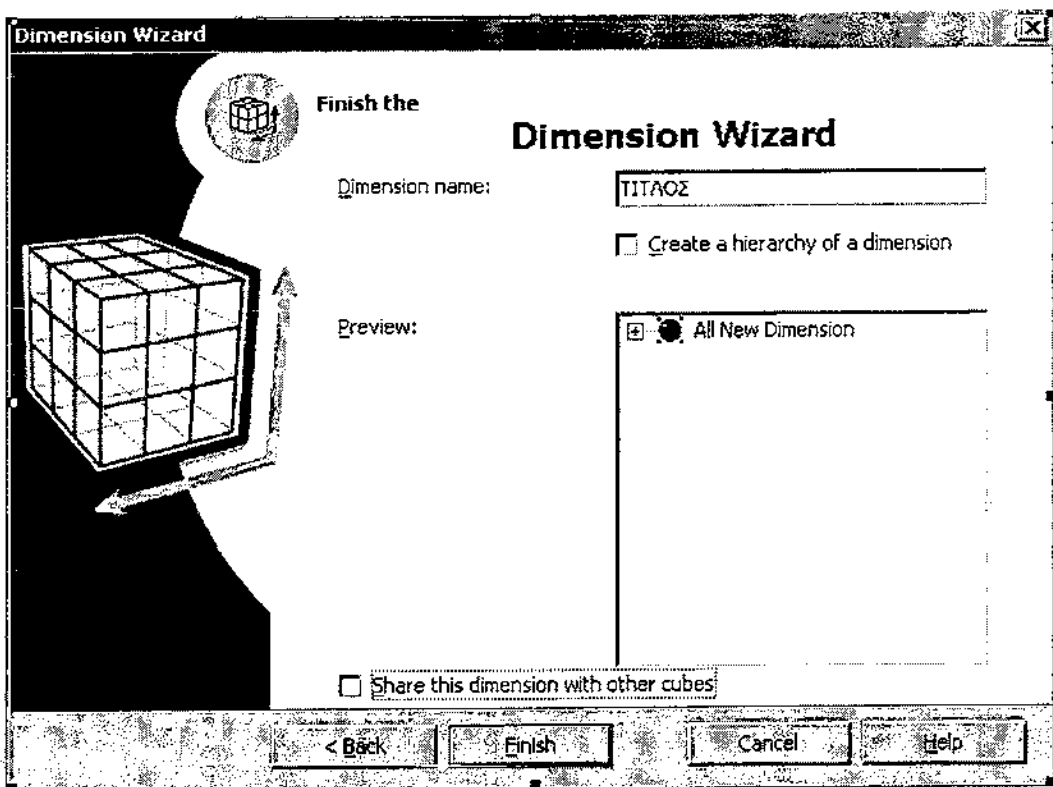 Dimension Wizard
Finish the
Dimension Wizard
Dimension name:
ΤΙΤΛΟΣ
Create a hierarchy of a dimension
Preview:
All New Dimension
Share this dimension with other cubes
< Back
Finish
Cancel
Help